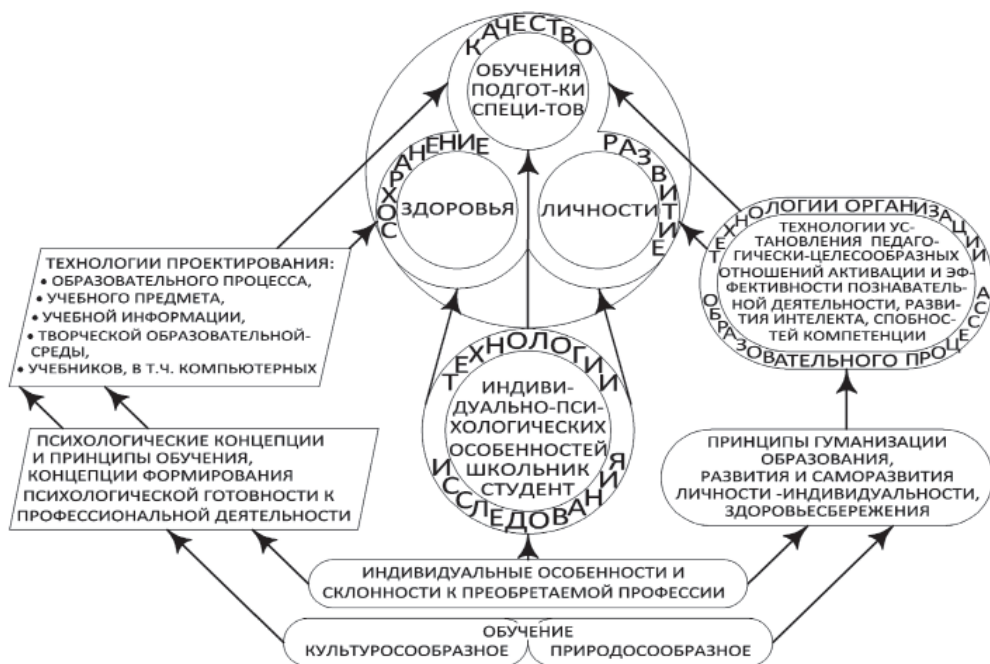 КАЧЕСТВО
ОБУЧЕНИЯ
ПОДГОТ-КИ
СПЕЦИ-ТОВ
СОХРАНЕНИЕ
ЗДОРОВЬЯ
РАЗВИТИЕ
ЛИЧНОСТИ
ТЕХНОЛОГИИ ПРОЕКТИРОВАНИЯ:
• ОБРАЗОВАТЕЛЬНОГО ПРОЦЕССА,
• УЧЕБНОГО ПРЕДМЕТА,
• УЧЕБНОЙ ИНФОРМАЦИИ,
• ТВОРЧЕСКОЙ ОБРАЗОВАТЕЛЬНОЙ-
СРЕДЫ,
• УЧЕБНИКОВ, В Т.Ч. КОМПЬЮТЕРНЫХ
ТЕХНОЛОГИИ ОРГАНИЗАЦИИ
ТЕХНОЛОГИИ УС-
ТАНОВЛЕНИЯ ПЕДАГО-
ГИЧЕСКИ-ЦЕЛЕСООБРАЗНЫХ
ОТНОШЕНИЙ АКТИВАЦИИ И ЭФ-
ФЕКТИВНОСТИ ПОЗНАВАТЕЛЬ-
НОЙ ДЕЯТЕЛЬНОСТИ, РАЗВИ-
ТИЯ ИНТЕЛЕКТА, СПОБНОС-
ТЕЙ КОМПЕТЕНЦИИ
ОБРАЗОВАТЕЛЬНОГО ПРОЦЕССА
ТЕХНОЛОГИИ
ИНДИВИ-
ДУАЛЬНО-ПСИ-
ХОЛОГИЧЕСКИХ
ОСОБЕННОСТЕЙ
ШКОЛЬНИК
СТУДЕНТ
ИССЛЕДОВАНИЯ
ПСИХОЛОГИЧЕСКИЕ КОНЦЕПЦИИ
И ПРИНЦИПЫ ОБУЧЕНИЯ,
КОНЦЕПЦИИ ФОРМИРОВАНИЯ
ПСИХОЛОГИЧЕСКОЙ ГОТОВНОСТИ К
ПРОФЕССИОНАЛЬНОЙ ДЕЯТЕЛЬНОСТИ
ПРИНЦИПЫ ГУМАНИЗАЦИИ
ОБРАЗОВАНИЯ,
РАЗВИТИЯ И САМОРАЗВИТИЯ
ЛИЧНОСТИ -ИНДИВИДУАЛЬНОСТИ,
ЗДОРОВЬЕСБЕРЕЖЕНИЯ
ИНДИВИДУАЛЬНЫЕ ОСОБЕННОСТИ И
СКЛОННОСТИ К ПРЕОБРЕТАЕМОЙ ПРОФЕССИИ
ОБУЧЕНИЕ
КУЛЬТУРОСООБРАЗНОЕ ПРИРОДОСООБРАЗНОЕ